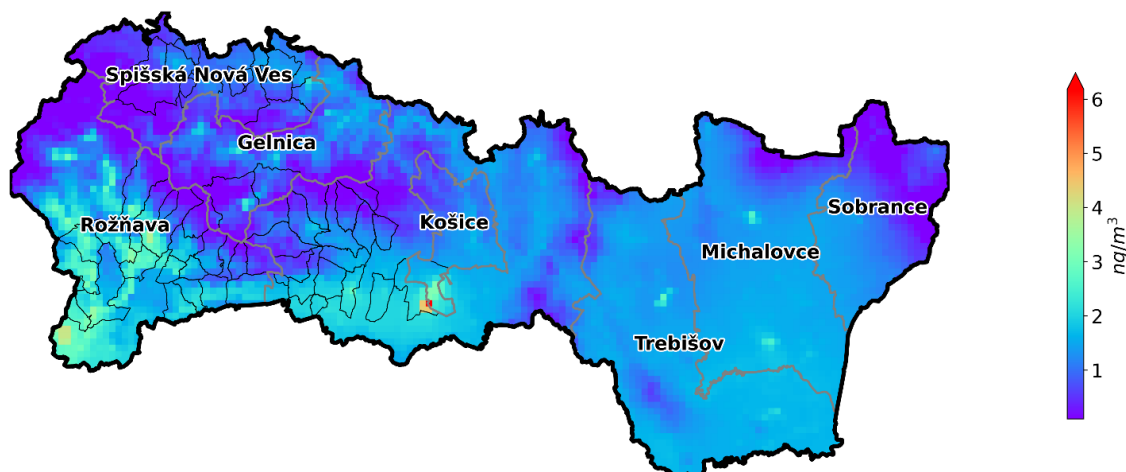 Spišská Nová Ves
Gelnica
Rožňava
Košice
Sobrance
Michalovce
Trebišov
6
5
4
3
2
1
ng/m³